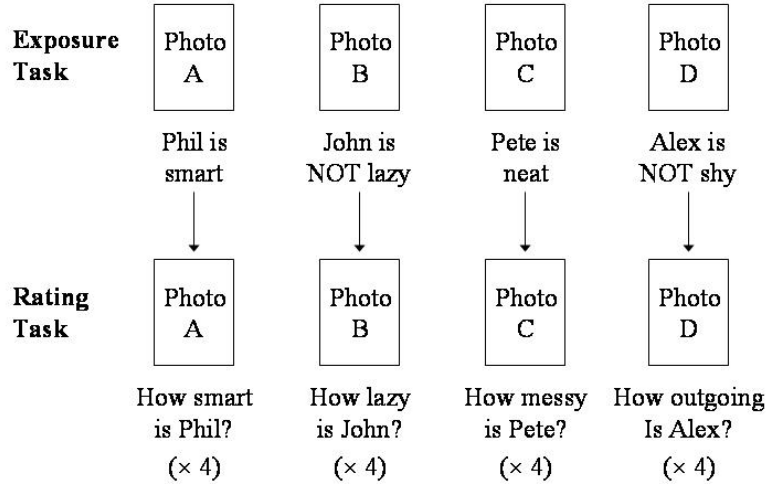 Exposure Task
Photo A
Photo B
Photo C
Photo D
Phil is smart
John is NOT lazy
Pete is neat
Alex is NOT shy
Rating Task
Photo A
Photo B
Photo C
Photo D
How smart is Phil?
(× 4)
How lazy is John?
(× 4)
How messy is Pete?
(× 4)
How outgoing Is Alex?
(× 4)